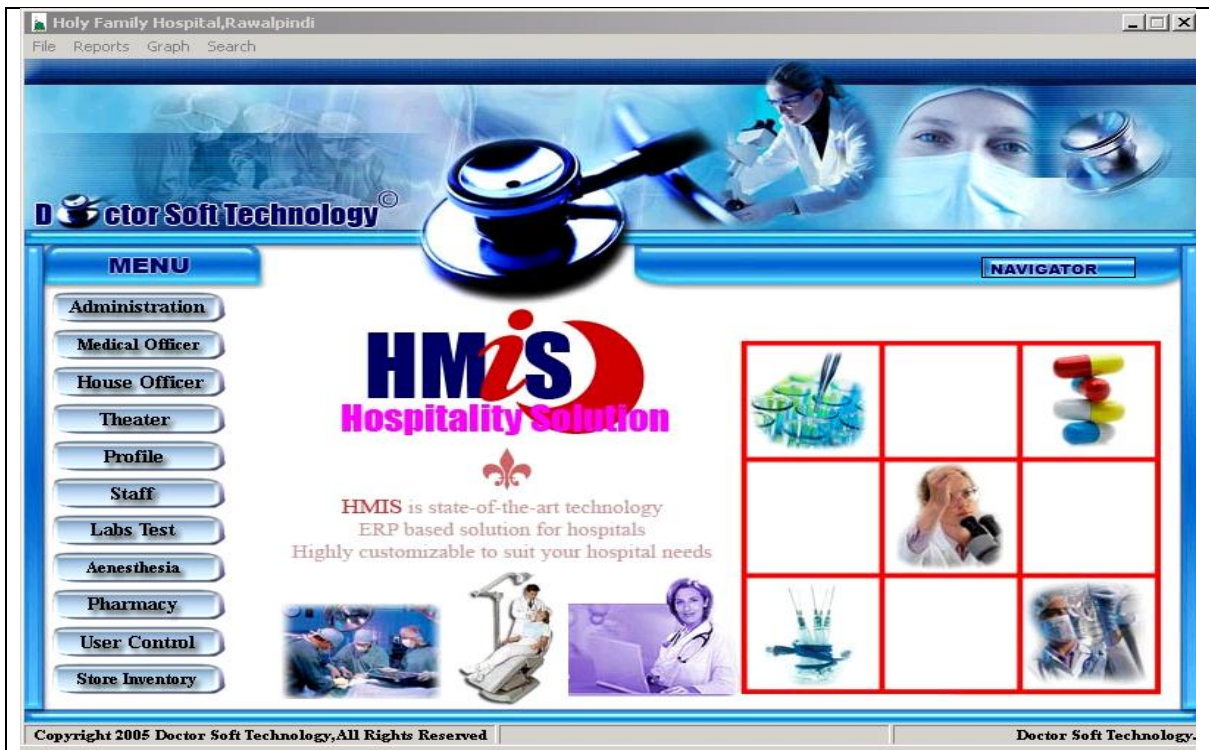 Holy Family Hospital,Rawalpindi
File Reports Graph Search
Doctor Soft Technology©
MENU
NAVIGATOR
Administration
Medical Officer
House Officer
Theater
Profile
Staff
Labs Test
Aenesthesia
Pharmacy
User Control
Store Inventory
HMiS
Hospitality Solution
HMIS is state-of-the-art technology
ERP based solution for hospitals
Highly customizable to suit your hospital needs
Copyright 2005 Doctor Soft Technology,All Rights Reserved
Doctor Soft Technology.